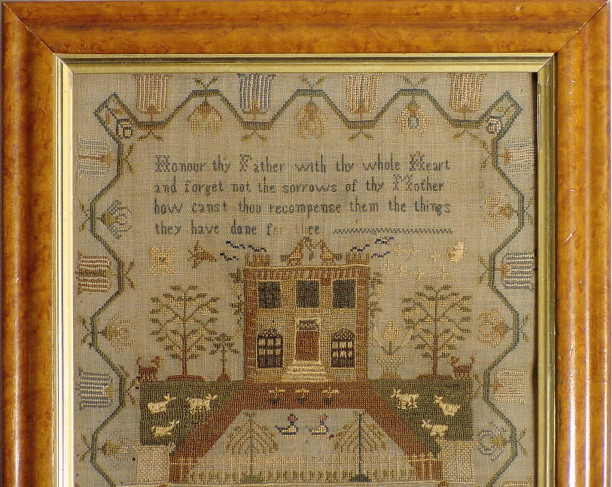 Honour thy Father with thy whole Heart
and forget not the sorrows of thy Mother
how canst thou recompense them the things
they have done for thee